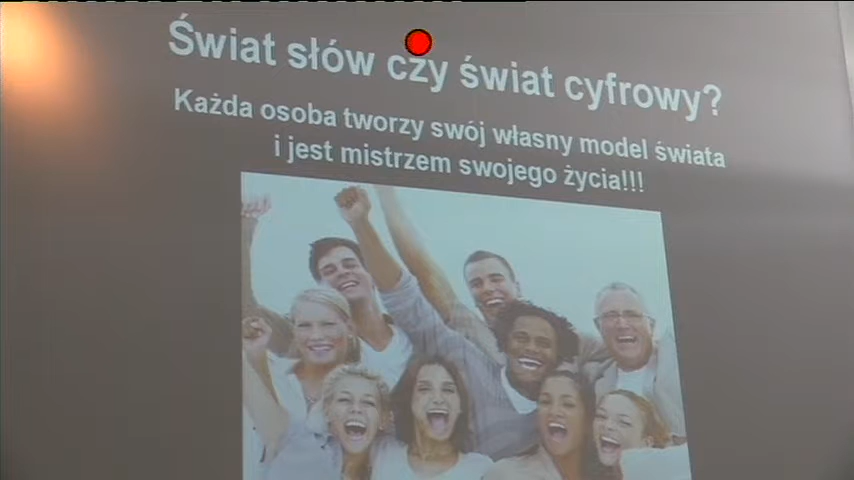 Świat słów czy świat cyfrowy?
Każda osoba tworzy swój własny model świata
i jest mistrzem swojego życia!!!